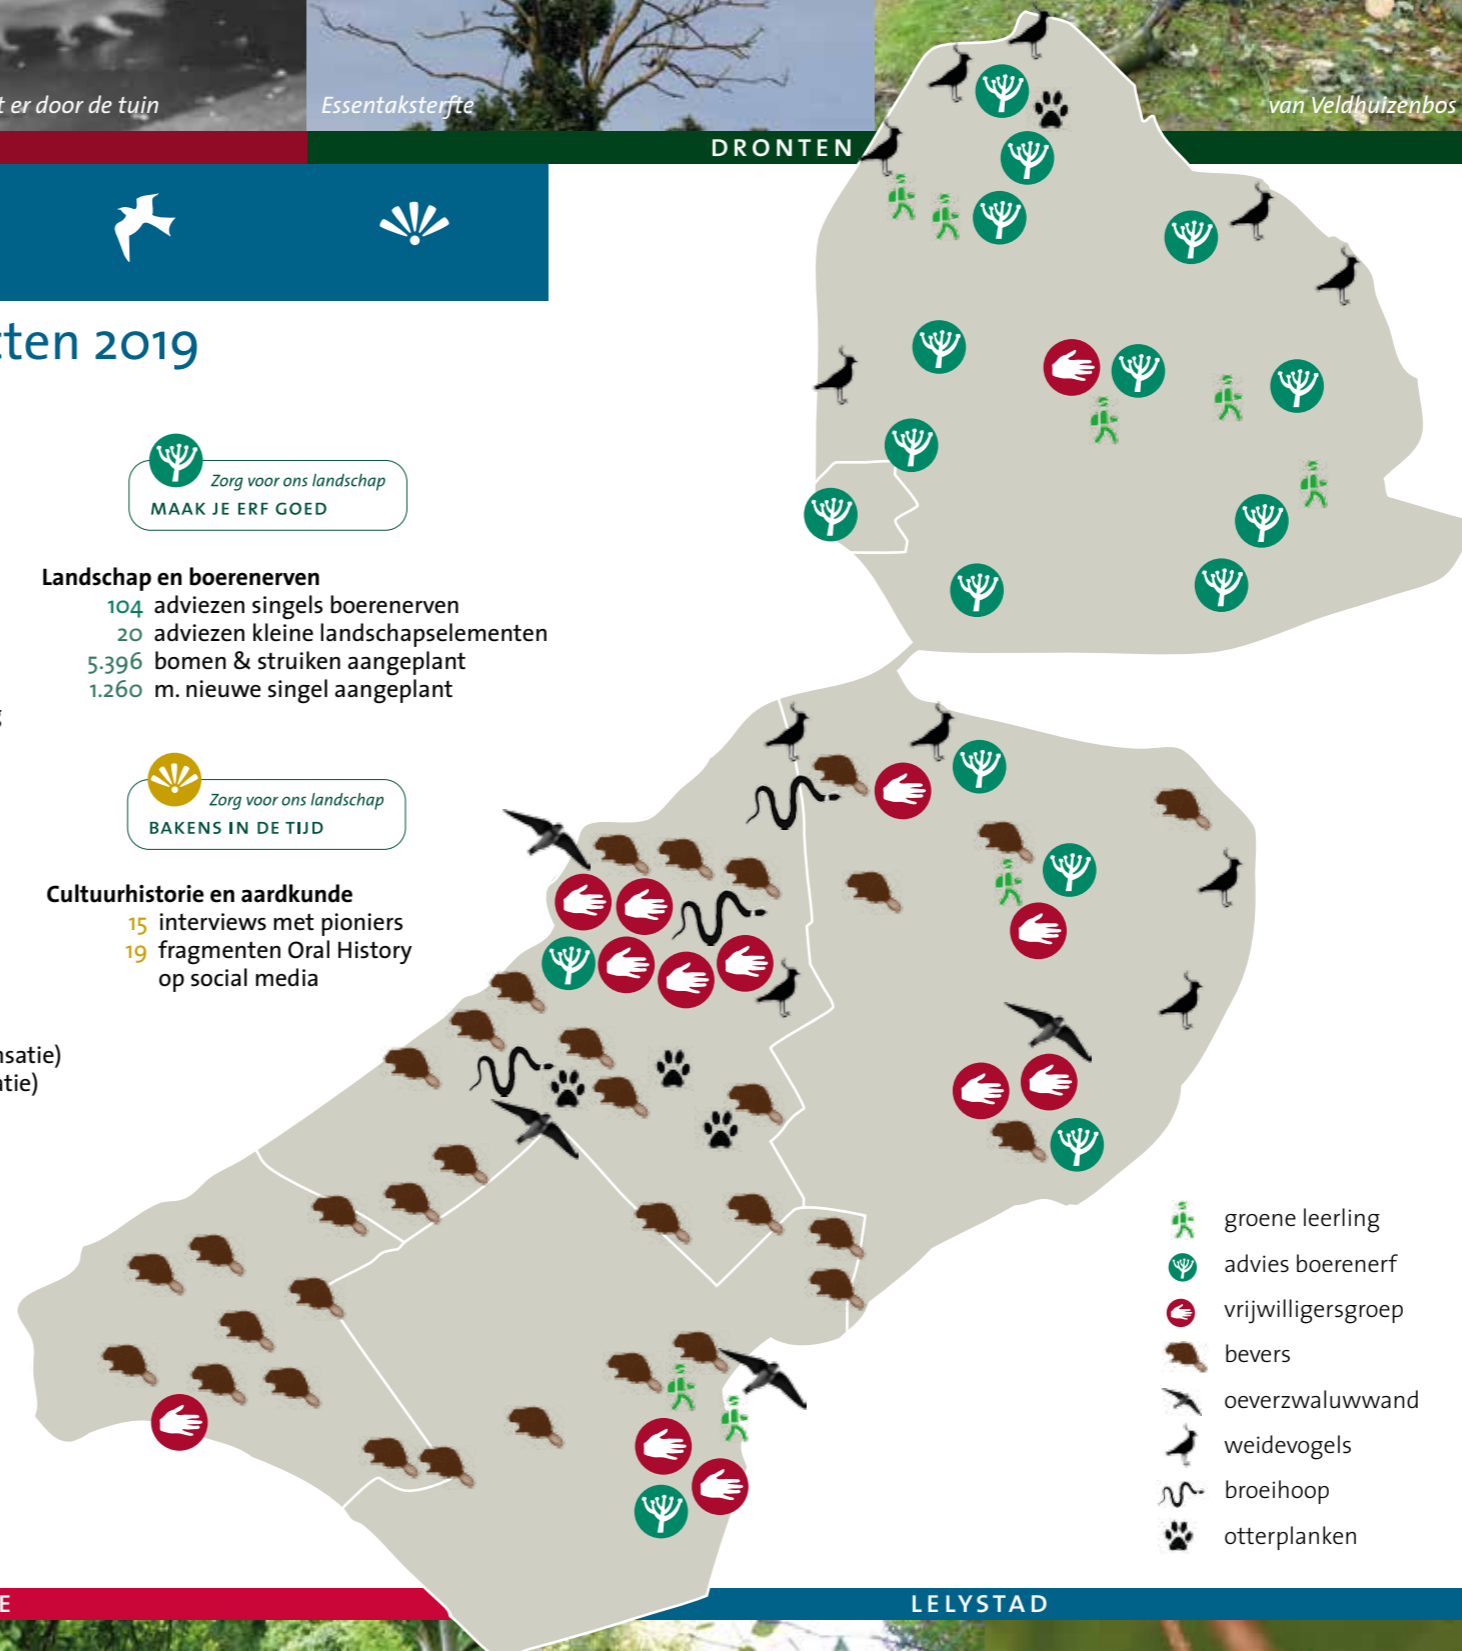 t er door de tuin
Essentaksterfte
van Veldhuizenbos
DRONTEN
tten 2019
Zorg voor ons landschap
MAAK JE ERF GOED
Landschap en boerenerven
104 adviezen singels boerenerven
20 adviezen kleine landschapselementen
5.396 bomen & struiken aangeplant
1.260 m. nieuwe singel aangeplant
Zorg voor ons landschap
BAKENS IN DE TIJD
Cultuurhistorie en aardkunde
15 interviews met pioniers
19 fragmenten Oral History
op social media
nsatie)
atie)
groene leerling
advies boerenerf
vrijwilligersgroep
bevers
oeverzwaluwwand
weidevogels
broeihoop
otterplanken
E
LELYSTAD